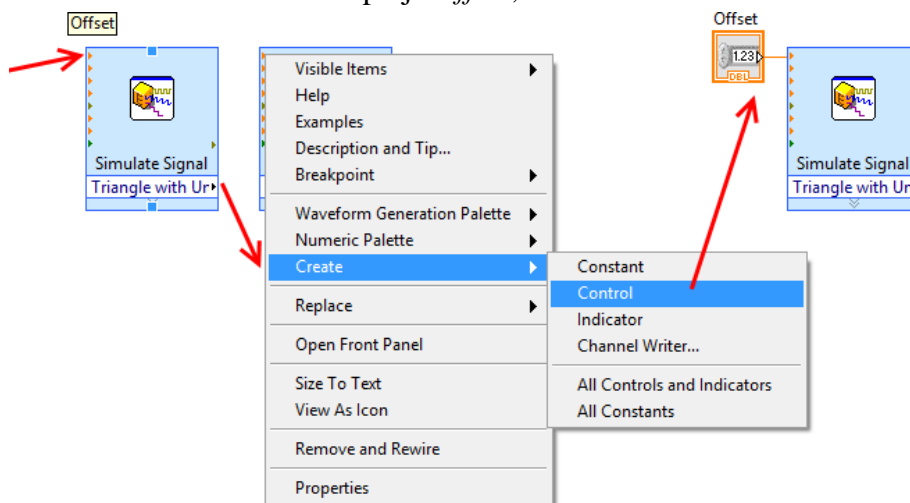 Offset
Simulate Signal
Triangle with Ur
Visible Items
Help
Examples
Description and Tip...
Breakpoint
Waveform Generation Palette
Numeric Palette
Create
Replace
Open Front Panel
Size To Text
View As Icon
Remove and Rewire
Properties
Constant
Control
Indicator
Channel Writer...
All Controls and Indicators
All Constants
Offset
1.23
DBL
Simulate Signal
Triangle with Ur